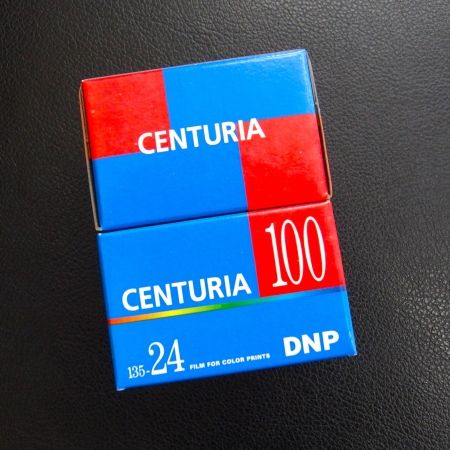 CENTURIA
CENTURIA 100
135-24 FILM FOR COLOR PRINTS DNP